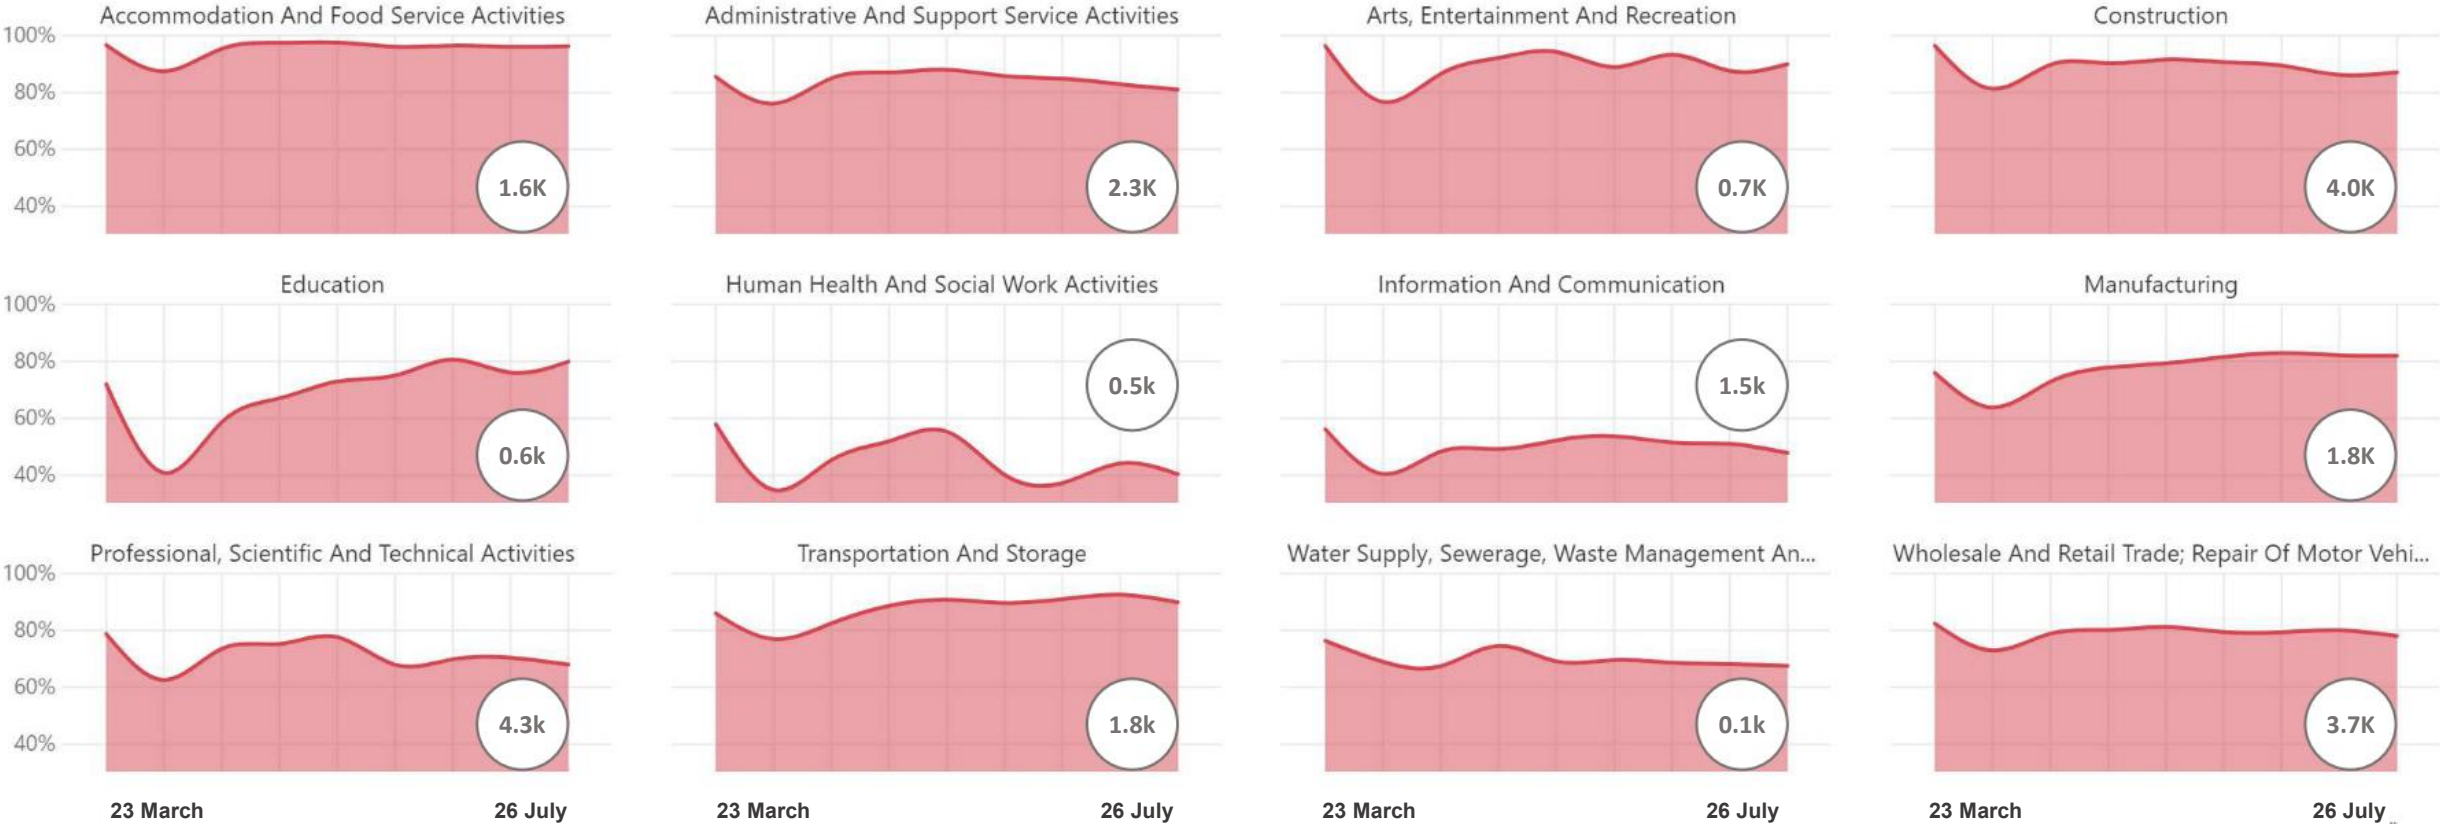 Accommodation And Food Service Activities
Administrative And Support Service Activities
Arts, Entertainment And Recreation
Construction
100%
80%
60%
40%
1.6K
2.3K
0.7K
4.0K
Education
Human Health And Social Work Activities
Information And Communication
Manufacturing
100%
80%
60%
40%
0.6k
0.5k
1.5k
1.8K
Professional, Scientific And Technical Activities
Transportation And Storage
Water Supply, Sewerage, Waste Management An...
Wholesale And Retail Trade; Repair Of Motor Vehi...
100%
80%
60%
40%
4.3k
1.8k
0.1k
3.7K
23 March 26 July
23 March 26 July
23 March 26 July
23 March 26 July